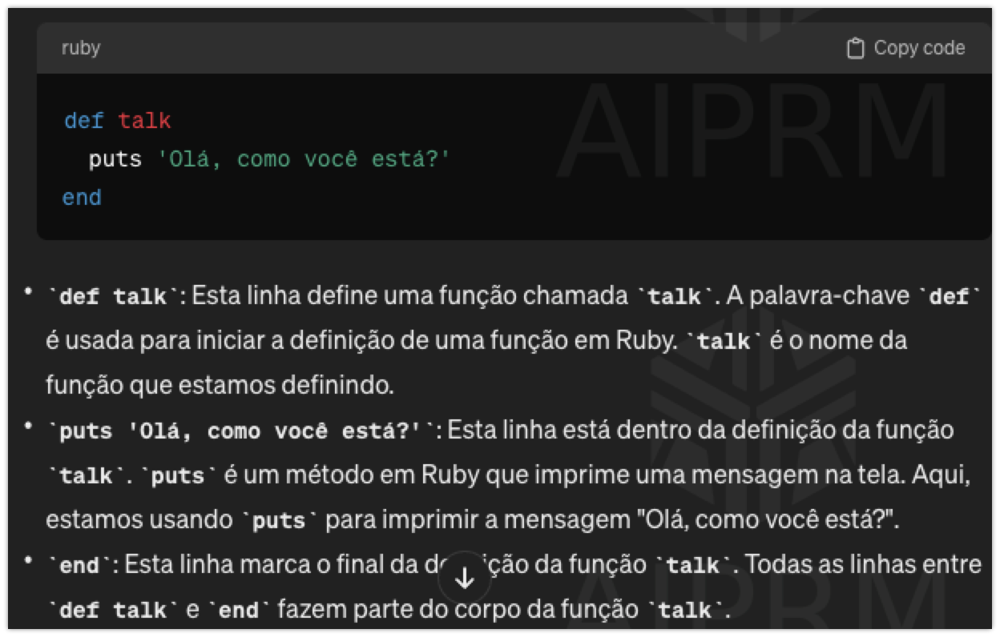 ruby Copy code
def talk
  puts 'Olá, como você está?'
end
AIPRM
• `def talk`: Esta linha define uma função chamada `talk`. A palavra-chave `def`
é usada para iniciar a definição de uma função em Ruby. `talk` é o nome da
função que estamos definindo.
• `puts 'Olá, como você está?'`: Esta linha está dentro da definição da função
`talk`. `puts` é um método em Ruby que imprime uma mensagem na tela. Aqui,
estamos usando `puts` para imprimir a mensagem "Olá, como você está?".
• `end`: Esta linha marca o final da definição da função `talk`. Todas as linhas entre
`def talk` e `end` fazem parte do corpo da função `talk`.
AIPRM